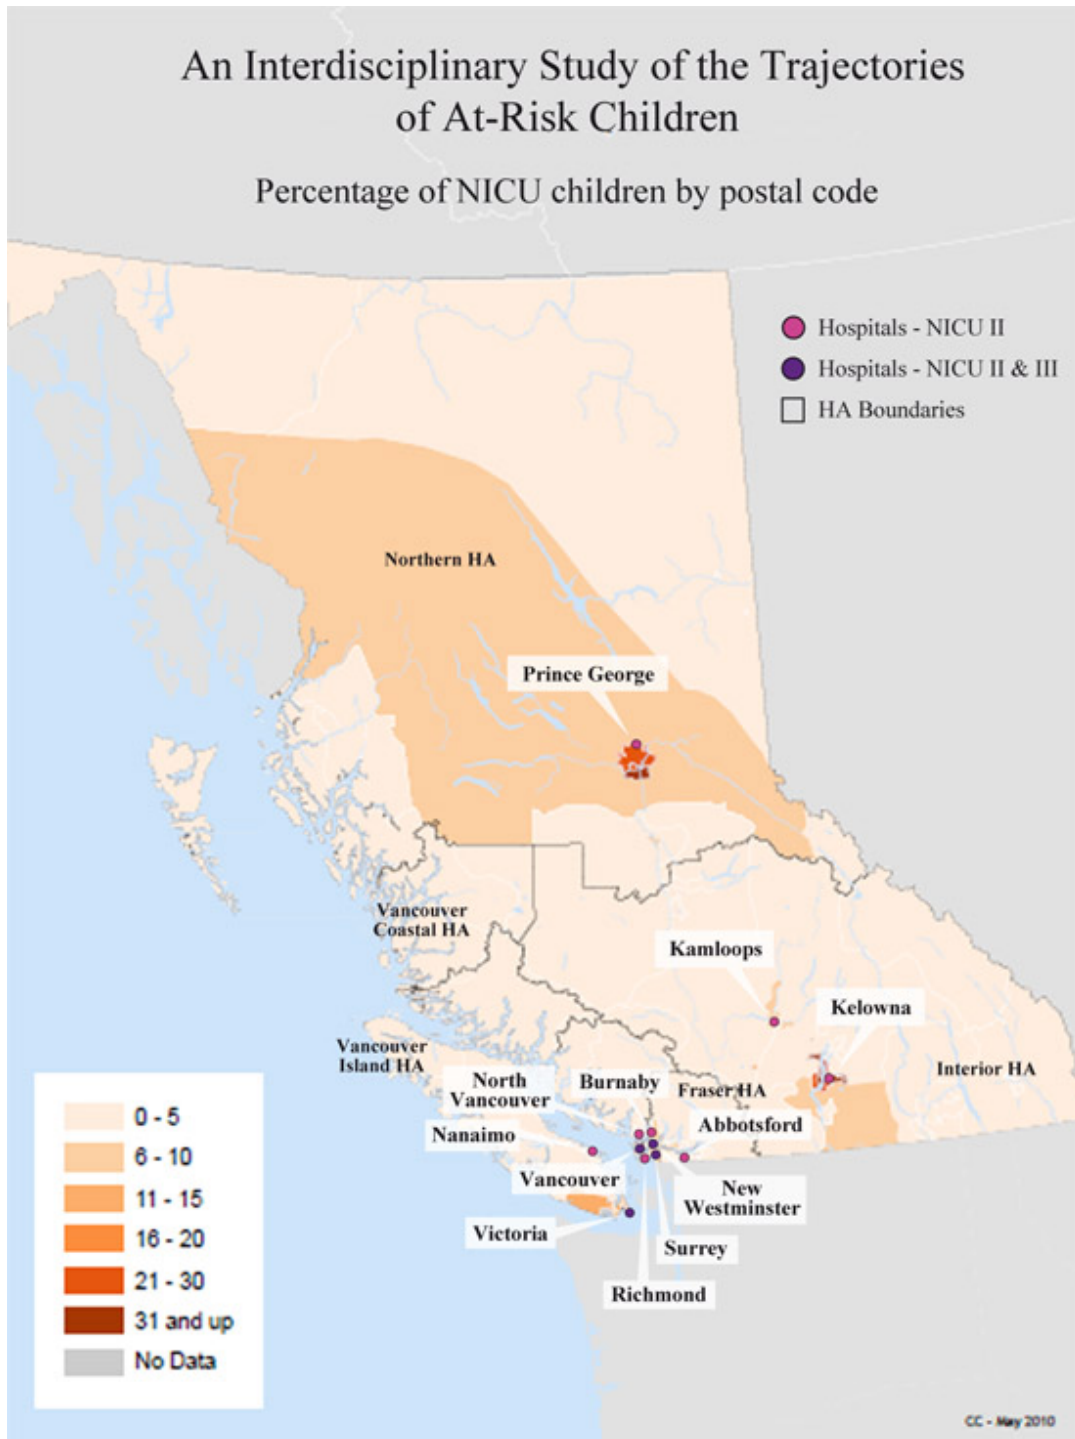 An Interdisciplinary Study of the Trajectories
of At-Risk Children
Percentage of NICU children by postal code
Hospitals - NICU II
Hospitals - NICU II & III
HA Boundaries
Northern HA
Prince George
Vancouver
Coastal HA
Kamloops
Kelowna
Vancouver
Island HA
Interior HA
North
Vancouver
Burnaby
Fraser HA
Nanaimo
Abbotsford
Vancouver
New
Westminster
Victoria
Surrey
Richmond
0 - 5
6 - 10
11 - 15
16 - 20
21 - 30
31 and up
No Data
CC - May 2010